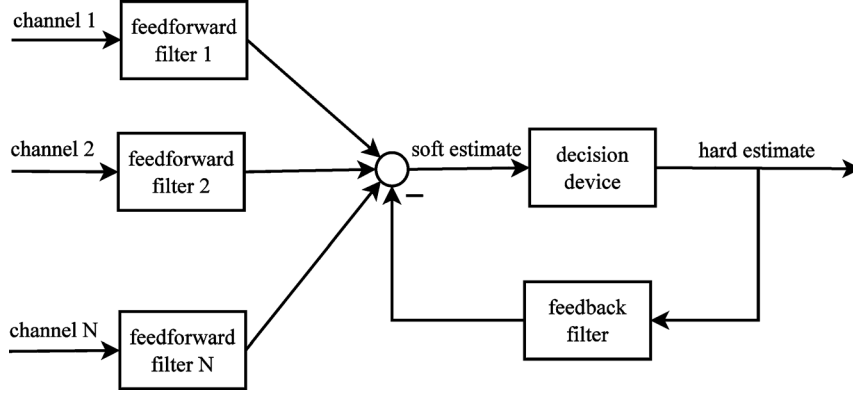 channel 1
feedforward
filter 1
channel 2
feedforward
filter 2
soft estimate
decision
device
hard estimate
−
feedback
filter
channel N
feedforward
filter N